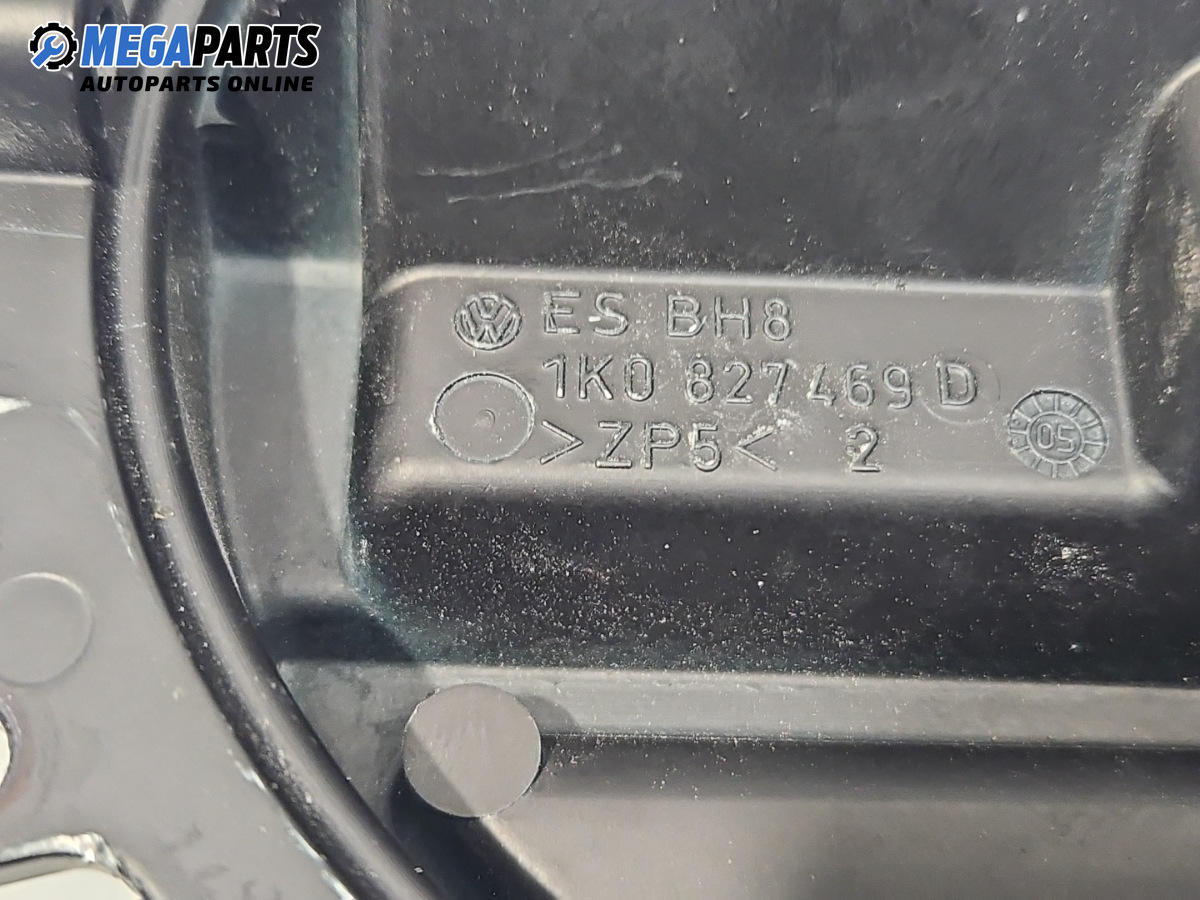 MEGAPARTS
AUTOPARTS ONLINE
ES BH8
1K0 827469 D
>ZP5< 2
05